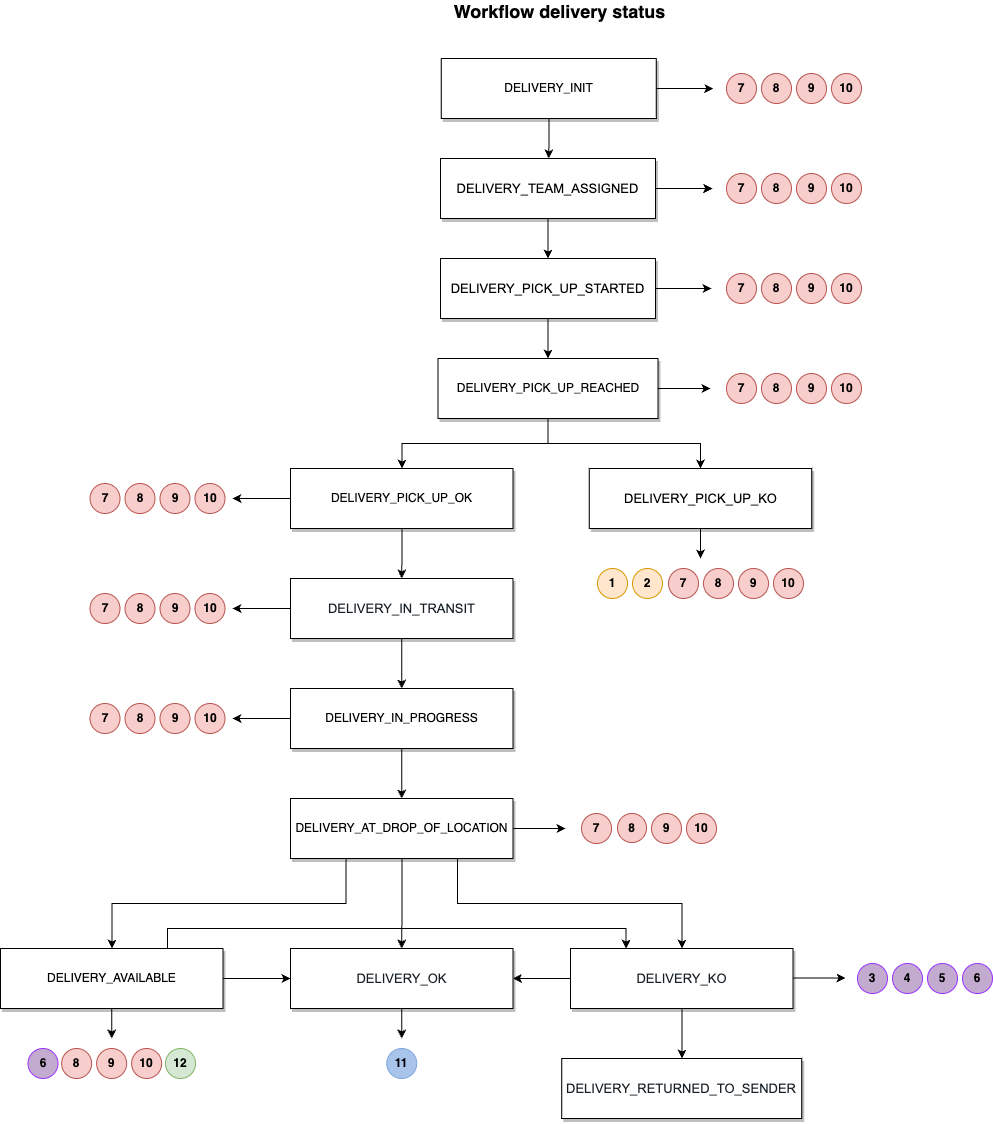 Workflow delivery status
DELIVERY_INIT
7 8 9 10
DELIVERY_TEAM_ASSIGNED
7 8 9 10
DELIVERY_PICK_UP_STARTED
7 8 9 10
DELIVERY_PICK_UP_REACHED
7 8 9 10
7 8 9 10
DELIVERY_PICK_UP_OK
DELIVERY_PICK_UP_KO
1 2 7 8 9 10
7 8 9 10
DELIVERY_IN_TRANSIT
7 8 9 10
DELIVERY_IN_PROGRESS
DELIVERY_AT_DROP_OF_LOCATION
7 8 9 10
DELIVERY_AVAILABLE
DELIVERY_OK
DELIVERY_KO
3 4 5 6
6 8 9 10 12
11
DELIVERY_RETURNED_TO_SENDER